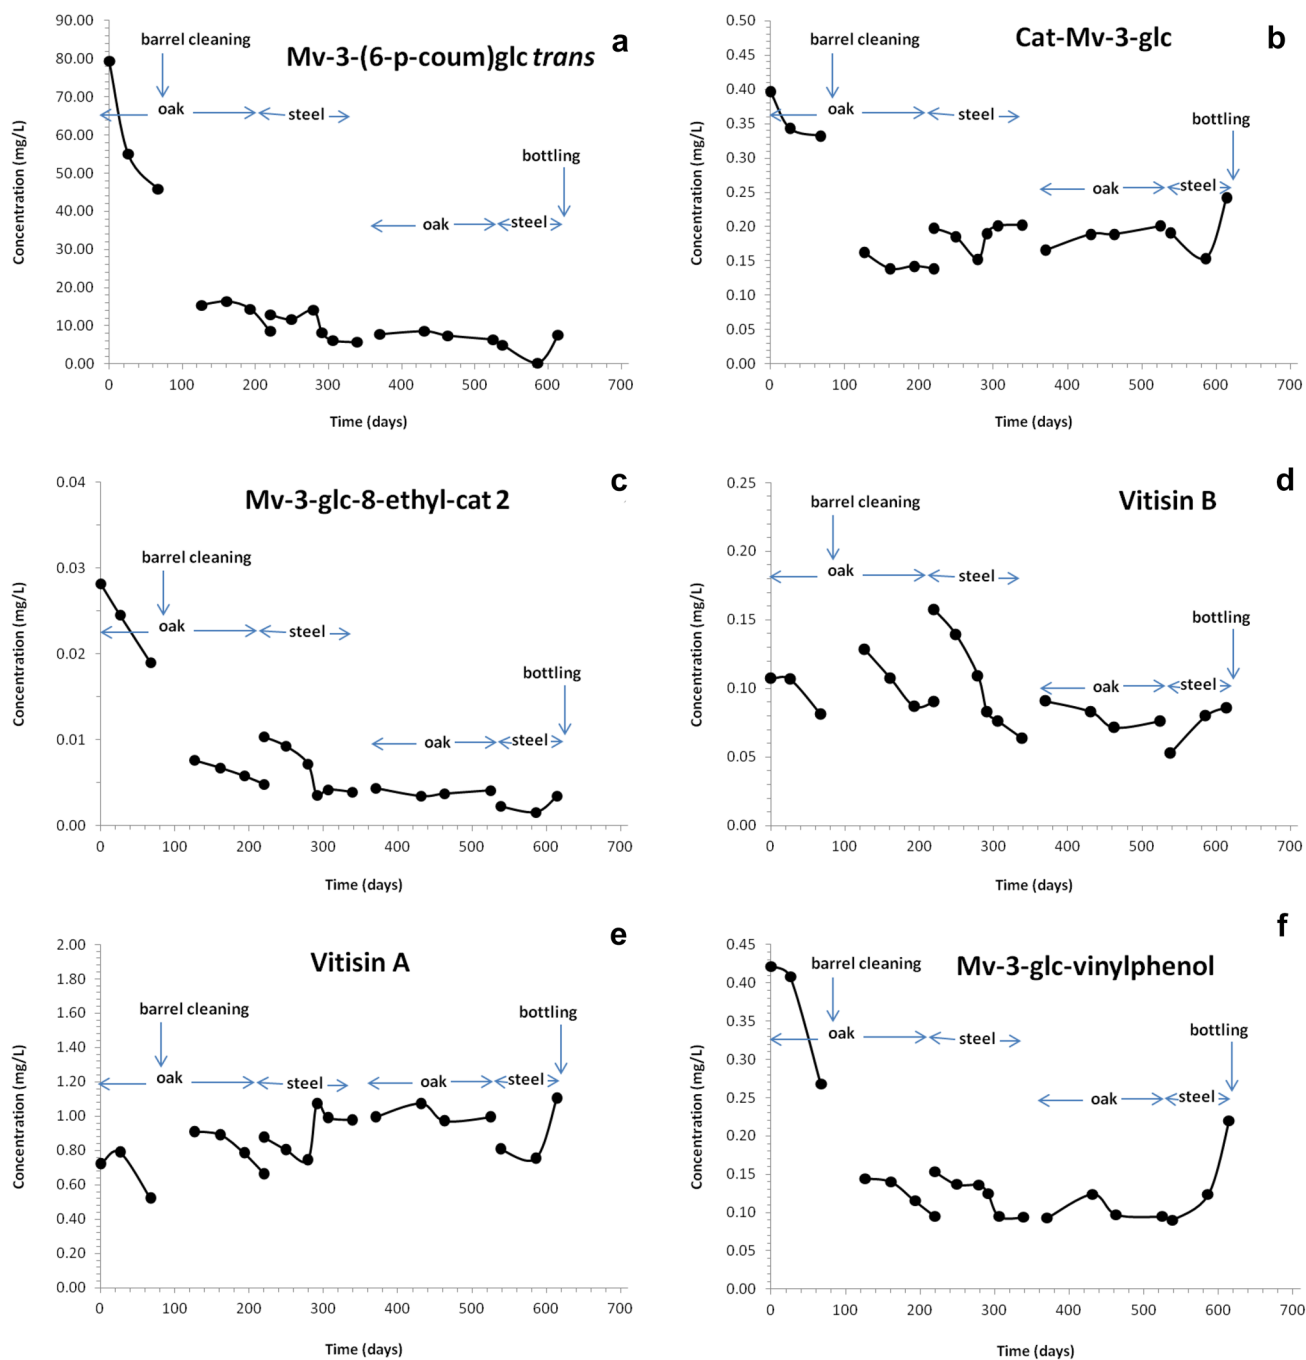 a
Mv-3-(6-p-coum)glc trans
barrel cleaning
oak
steel
bottling
oak
steel
Concentration (mg/L)
90.00
80.00
70.00
60.00
50.00
40.00
30.00
20.00
10.00
0.00
0 100 200 300 400 500 600 700
Time (days)
b
Cat-Mv-3-glc
barrel cleaning
oak
steel
bottling
oak
steel
Concentration (mg/L)
0.50
0.45
0.40
0.35
0.30
0.25
0.20
0.15
0.10
0.05
0.00
0 100 200 300 400 500 600 700
Time (days)
c
Mv-3-glc-8-ethyl-cat 2
barrel cleaning
oak
steel
bottling
oak
steel
Concentration (mg/L)
0.04
0.03
0.02
0.01
0.00
0 100 200 300 400 500 600 700
Time (days)
d
Vitisin B
barrel cleaning
oak
steel
bottling
oak
steel
Concentration (mg/L)
0.25
0.20
0.15
0.10
0.05
0.00
0 100 200 300 400 500 600 700
Time (days)
e
Vitisin A
barrel cleaning
oak
steel
bottling
oak
steel
Concentration (mg/L)
2.00
1.80
1.60
1.40
1.20
1.00
0.80
0.60
0.40
0.20
0.00
0 100 200 300 400 500 600 700
Time (days)
f
Mv-3-glc-vinylphenol
barrel cleaning
oak
steel
bottling
oak
steel
Concentration (mg/L)
0.45
0.40
0.35
0.30
0.25
0.20
0.15
0.10
0.05
0.00
0 100 200 300 400 500 600 700
Time (days)